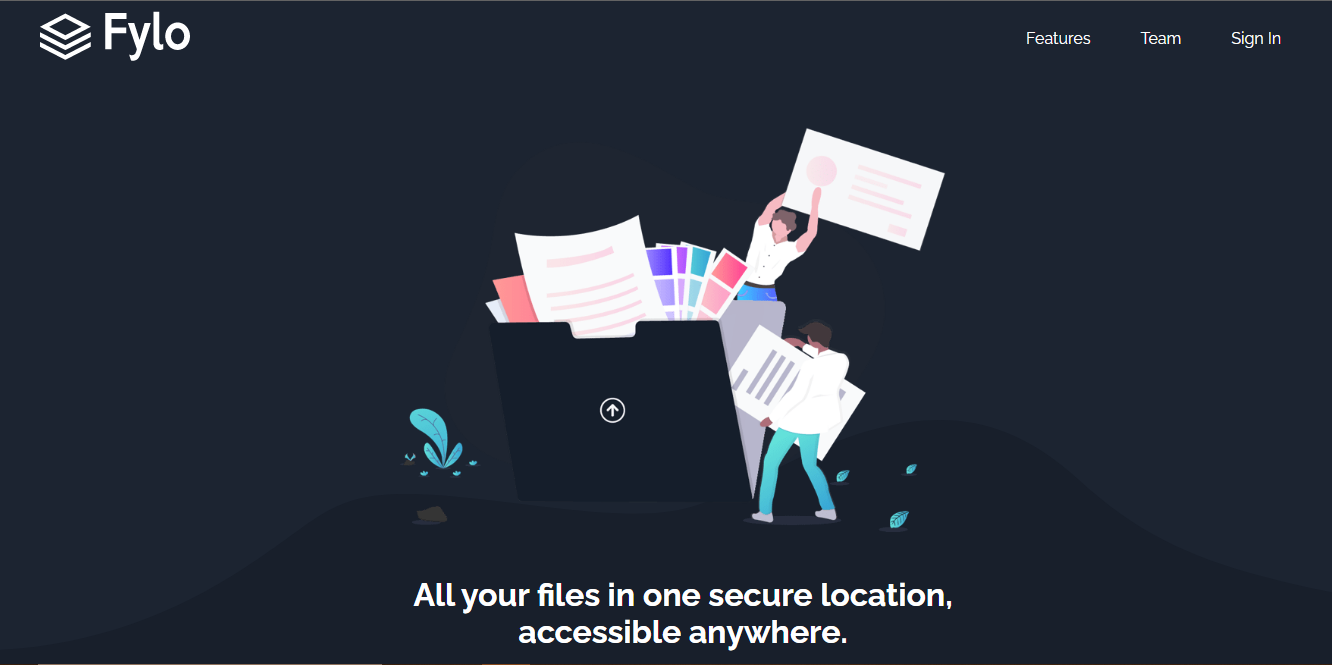 Fylo
Features
Team
Sign In
All your files in one secure location,
accessible anywhere.